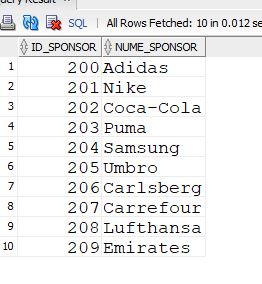 Query Result ×
SQL | All Rows Fetched: 10 in 0.012 se
ID_SPONSOR NUME_SPONSOR
1 200 Adidas
2 201 Nike
3 202 Coca-Cola
4 203 Puma
5 204 Samsung
6 205 Umbro
7 206 Carlsberg
8 207 Carrefour
9 208 Lufthansa
10 209 Emirates